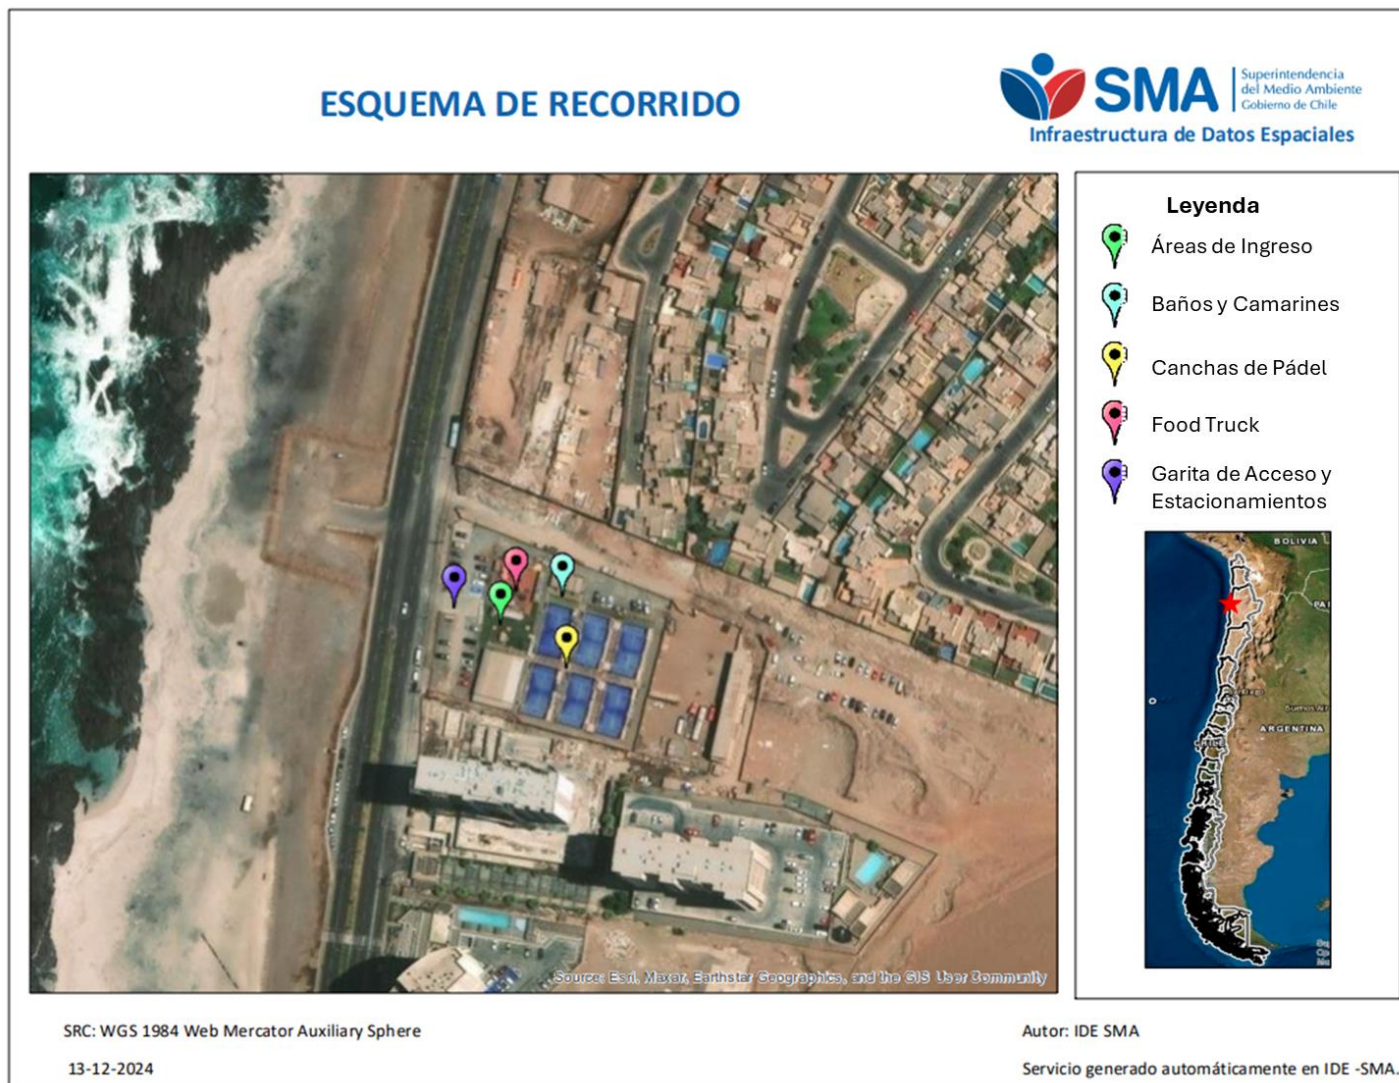 ESQUEMA DE RECORRIDO
SMA
Superintendencia
del Medio Ambiente
Gobierno de Chile
Infraestructura de Datos Espaciales
Leyenda
Áreas de Ingreso
Baños y Camarines
Canchas de Pádel
Food Truck
Garita de Acceso y
Estacionamientos
BOLIVIA
ARGENTINA
Source: Esri, Maxar, Earthstar Geographics, and the GIS User Community
SRC: WGS 1984 Web Mercator Auxiliary Sphere
13-12-2024
Autor: IDE SMA
Servicio generado automáticamente en IDE -SMA.